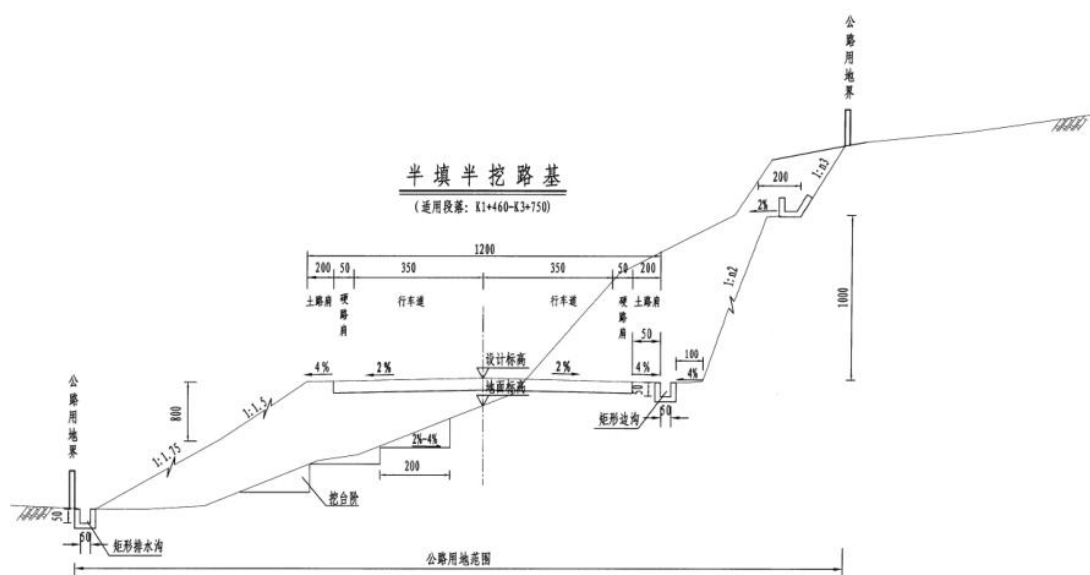 公路用地界
半填半挖路基
(适用段落: K1+460-K3+750)
1:n3
200
2%
1200
200 50 350 350 50 200
土路肩 硬路肩 行车道 行车道 硬路肩 土路肩
1:n2
1000
50
100
4% 2% 设计标高 2% 4% 4%
地面标高
50
50
矩形边沟
公路用地界
800
1:1.5
1:1.75
2%-4%
200
挖台阶
50
50
矩形排水沟
公路用地范围